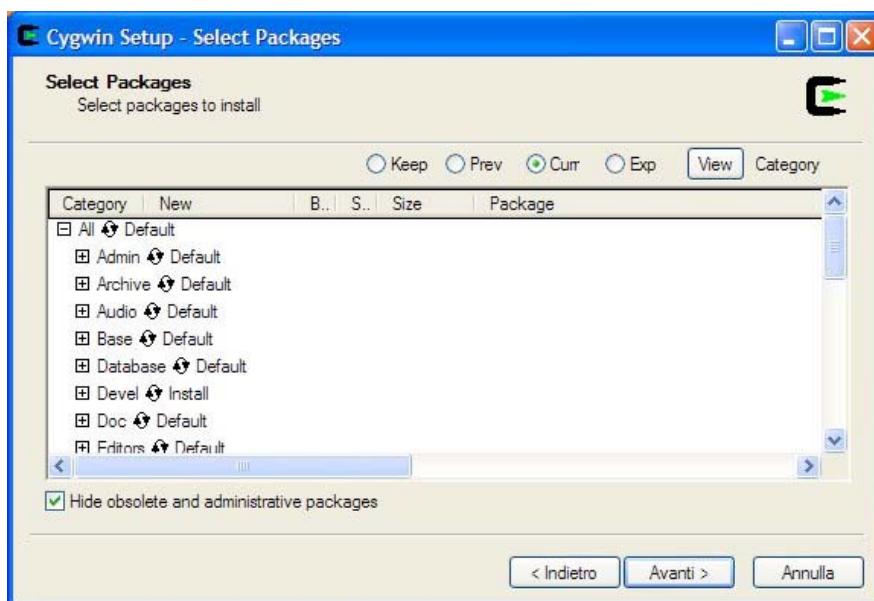 Cygwin Setup - Select Packages
Select Packages
Select packages to install
Keep Prev Curr Exp View Category
Category New B.. S.. Size Package
All Default
Admin Default
Archive Default
Audio Default
Base Default
Database Default
Devel Install
Doc Default
Editors Default
Hide obsolete and administrative packages
< Indietro Avanti > Annulla